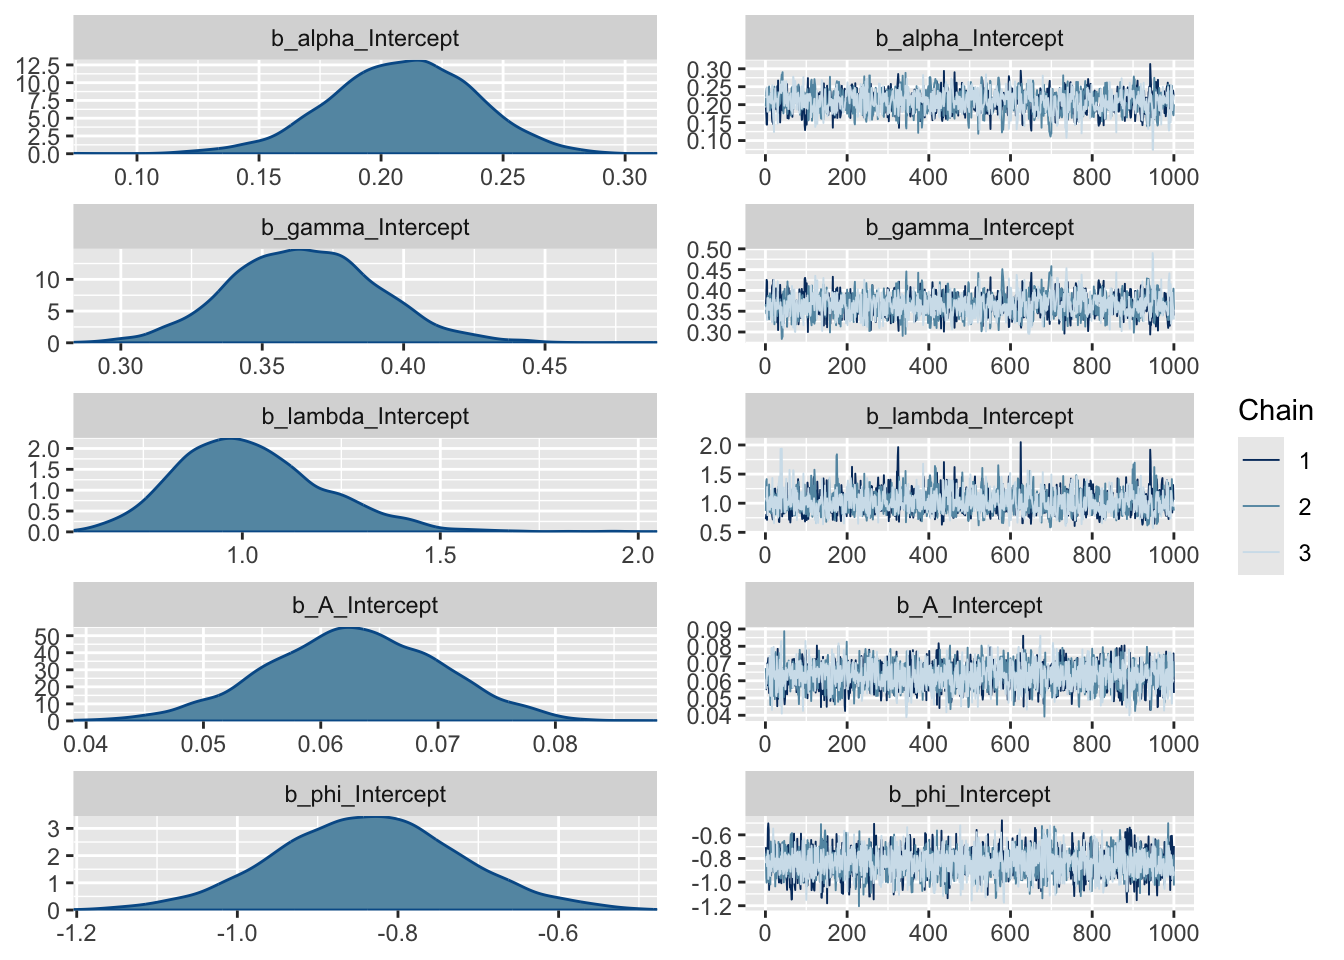 b_alpha_Intercept
12.5
10.0
7.5
5.0
2.5
0.0
0.10 0.15 0.20 0.25 0.30
b_alpha_Intercept
0.30
0.25
0.20
0.15
0.10
0 200 400 600 800 1000
b_gamma_Intercept
10
5
0
0.30 0.35 0.40 0.45
b_gamma_Intercept
0.50
0.45
0.40
0.35
0.30
0 200 400 600 800 1000
b_lambda_Intercept
2.0
1.5
1.0
0.5
0.0
1.0 1.5 2.0
b_lambda_Intercept
2.0
1.5
1.0
0.5
0 200 400 600 800 1000
b_A_Intercept
50
40
30
20
10
0
0.04 0.05 0.06 0.07 0.08
b_A_Intercept
0.09
0.08
0.07
0.06
0.05
0.04
0 200 400 600 800 1000
b_phi_Intercept
3
2
1
0
-1.2 -1.0 -0.8 -0.6
b_phi_Intercept
-0.6
-0.8
-1.0
-1.2
0 200 400 600 800 1000
Chain
1
2
3